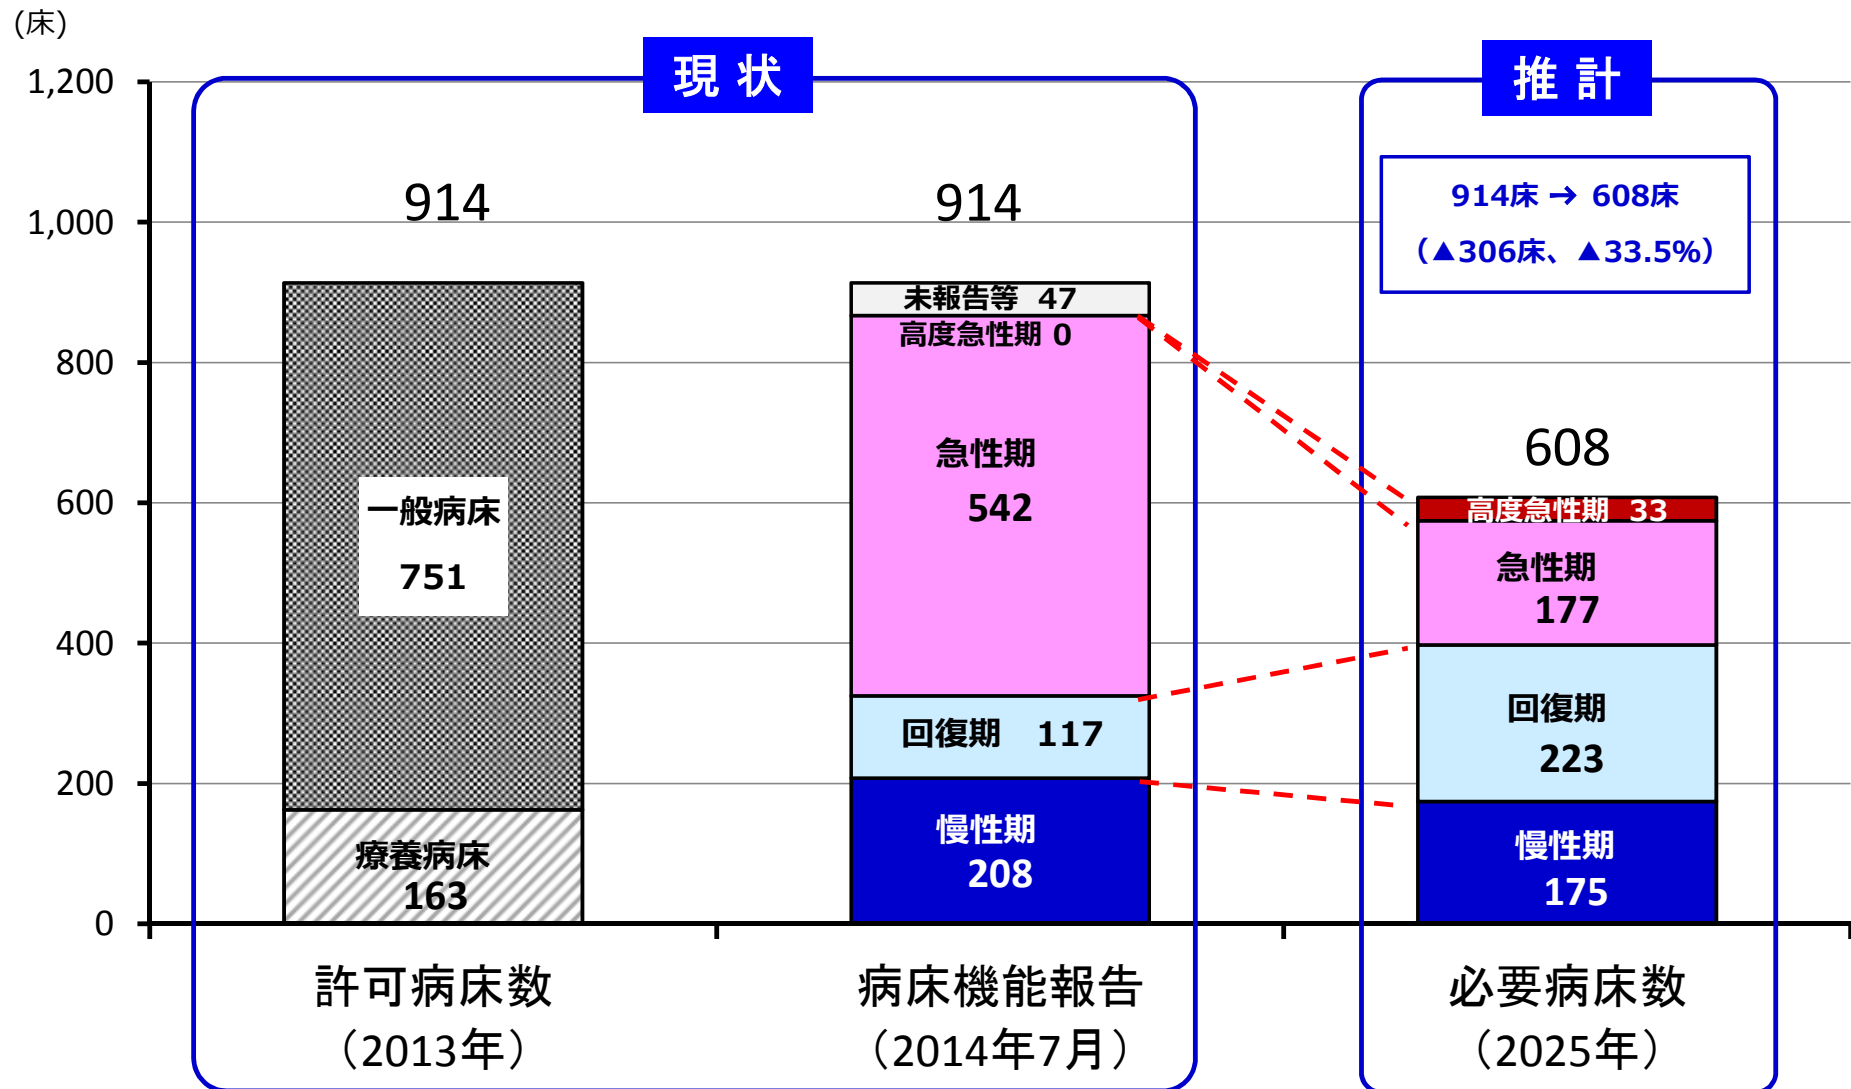 (床)
現 状
推 計
1,200
1,000
800
600
400
200
0
914
一般病床
751
療養病床
163
914
未報告等 47
高度急性期 0
急性期
542
回復期 117
慢性期
208
914床 → 608床
（▲306床、▲33.5%）
608
高度急性期 33
急性期
177
回復期
223
慢性期
175
許可病床数
（2013年）
病床機能報告
（2014年7月）
必要病床数
（2025年）